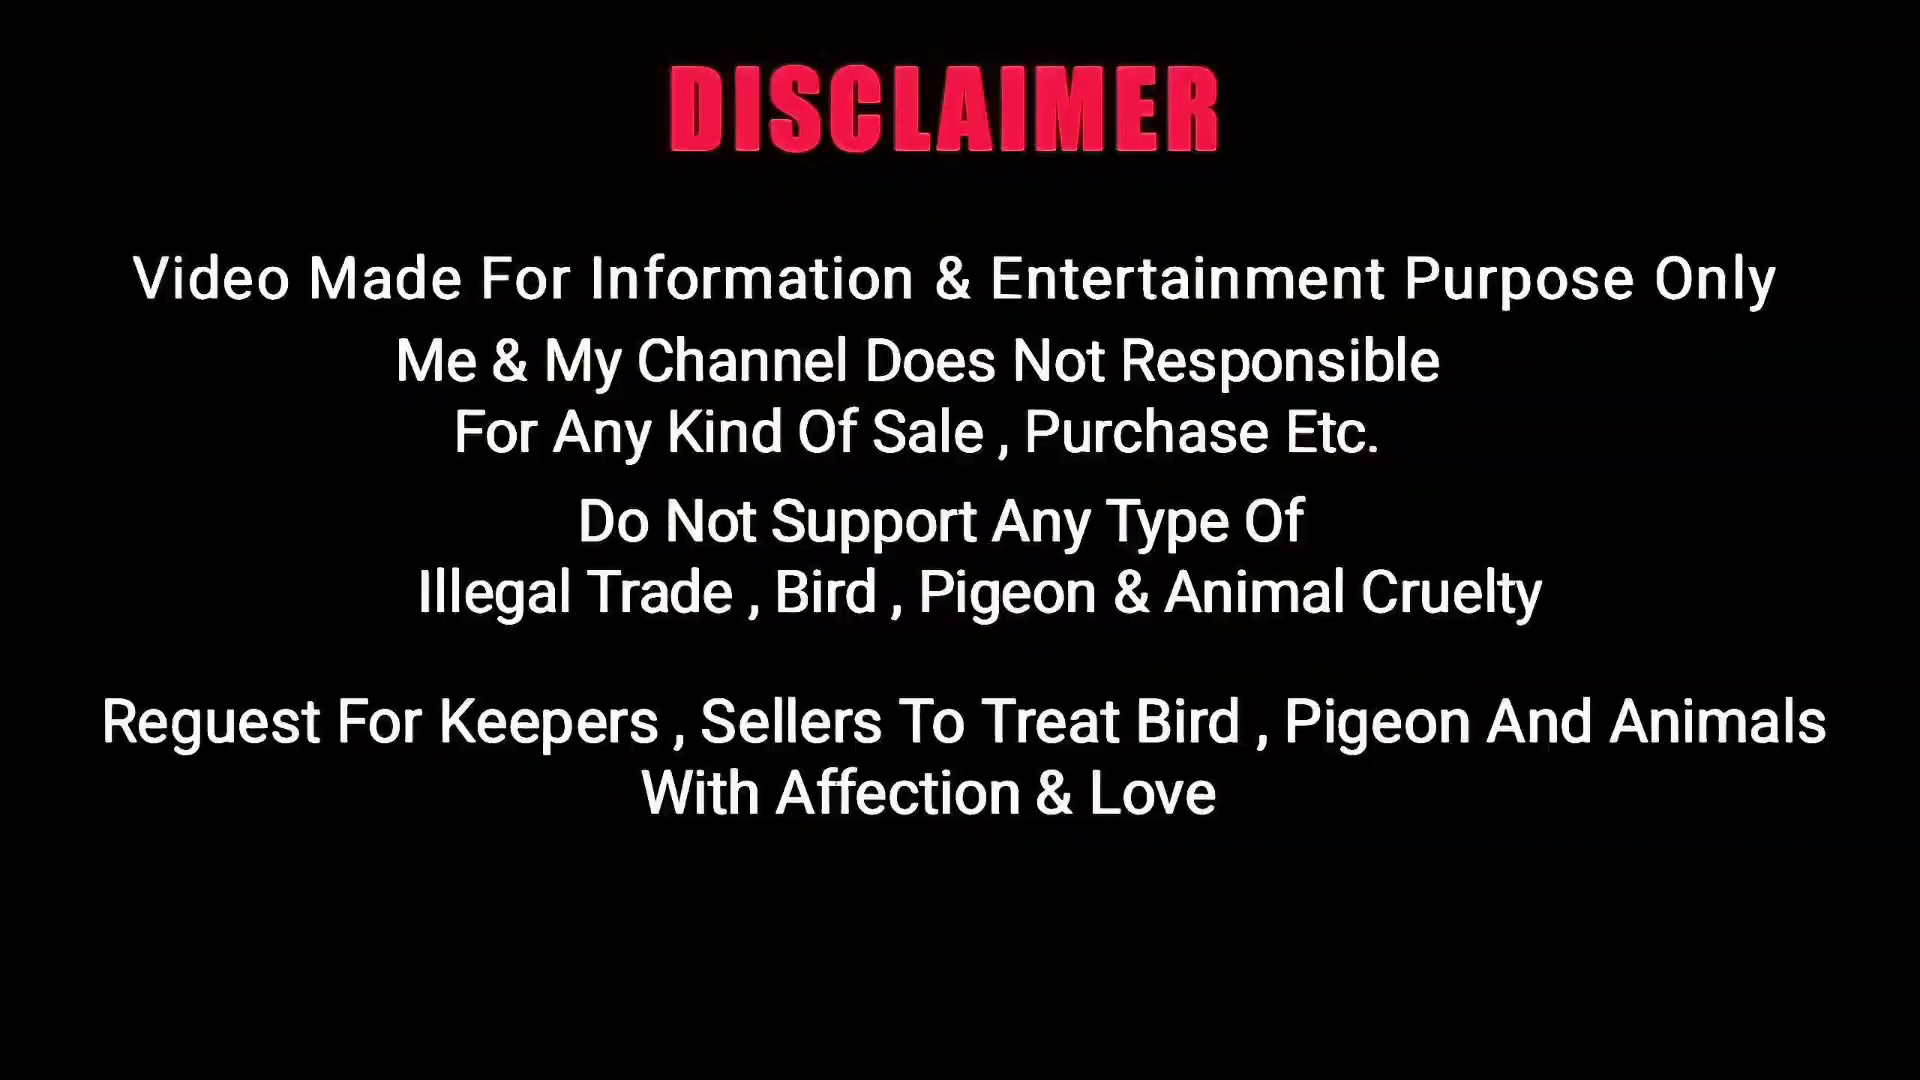 DISCLAIMER
Video Made For Information & Entertainment Purpose Only
Me & My Channel Does Not Responsible
For Any Kind Of Sale , Purchase Etc.
Do Not Support Any Type Of
Illegal Trade , Bird , Pigeon & Animal Cruelty
Reguest For Keepers , Sellers To Treat Bird , Pigeon And Animals
With Affection & Love